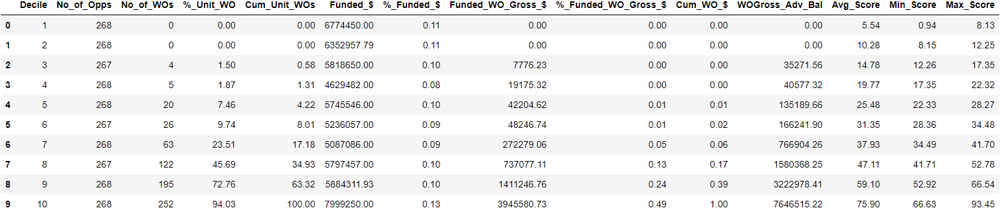 Decile No_of_Opps No_of_WOs %_Unit_WO Cum_Unit_WOs Funded_$ %_Funded_$ Funded_WO_Gross_$ %_Funded_WO_Gross_$ Cum_WO_$ WOGross_Adv_Bal Avg_Score Min_Score Max_Score
0 1 268 0 0.00 0.00 6774450.00 0.11 0.00 0.00 0.00 0.00 5.54 0.94 8.13
1 2 268 0 0.00 0.00 6352957.79 0.11 0.00 0.00 0.00 0.00 10.28 8.15 12.25
2 3 267 4 1.50 0.58 5818650.00 0.10 7776.23 0.00 0.00 35271.56 14.78 12.26 17.35
3 4 268 5 1.87 1.31 4629482.00 0.08 19175.32 0.00 0.00 40577.32 19.77 17.35 22.32
4 5 268 20 7.46 4.22 5745546.00 0.10 42204.62 0.01 0.01 135189.66 25.48 22.33 28.27
5 6 267 26 9.74 8.01 5236057.00 0.09 48246.74 0.01 0.02 166241.90 31.35 28.36 34.48
6 7 268 63 23.51 17.18 5087086.00 0.09 272279.06 0.05 0.06 766904.26 37.93 34.49 41.70
7 8 267 122 45.69 34.93 5797457.00 0.10 737077.11 0.13 0.17 1580368.25 47.11 41.71 52.78
8 9 268 195 72.76 63.32 5884311.93 0.10 1411246.76 0.24 0.39 3222978.41 59.10 52.92 66.54
9 10 268 252 94.03 100.00 7999250.00 0.13 3945580.73 0.49 1.00 7646515.22 75.90 66.63 93.45